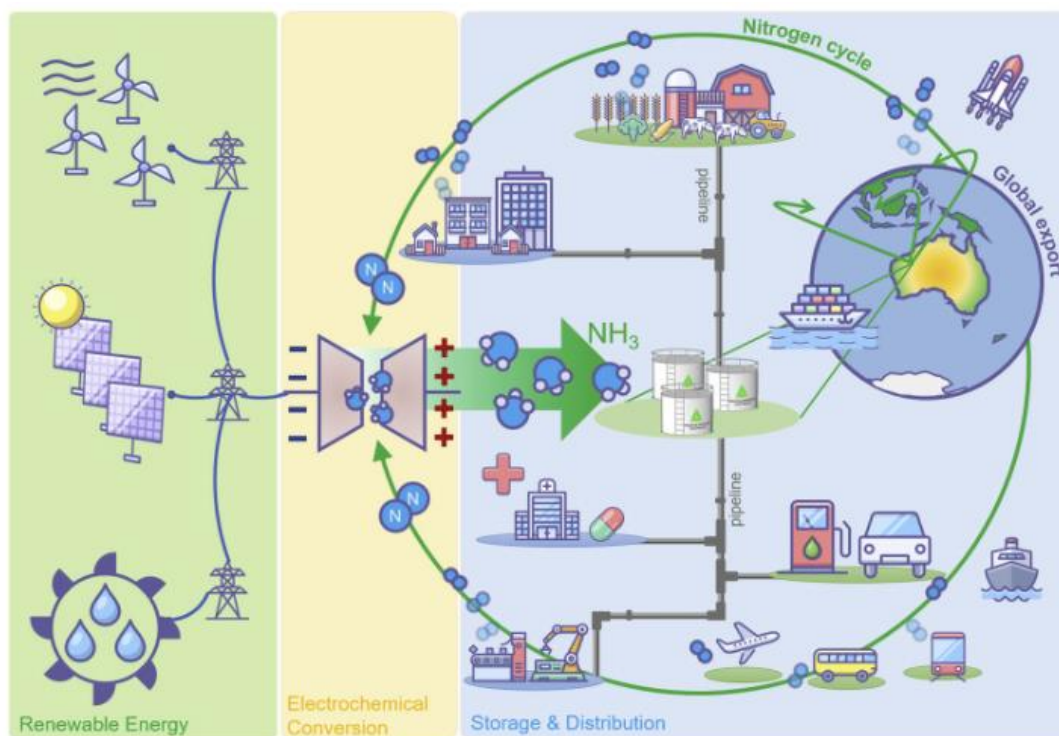 Nitrogen cycle
pipeline
Global export
N
N
NH3
N
N
pipeline
Renewable Energy
Electrochemical
Conversion
Storage & Distribution